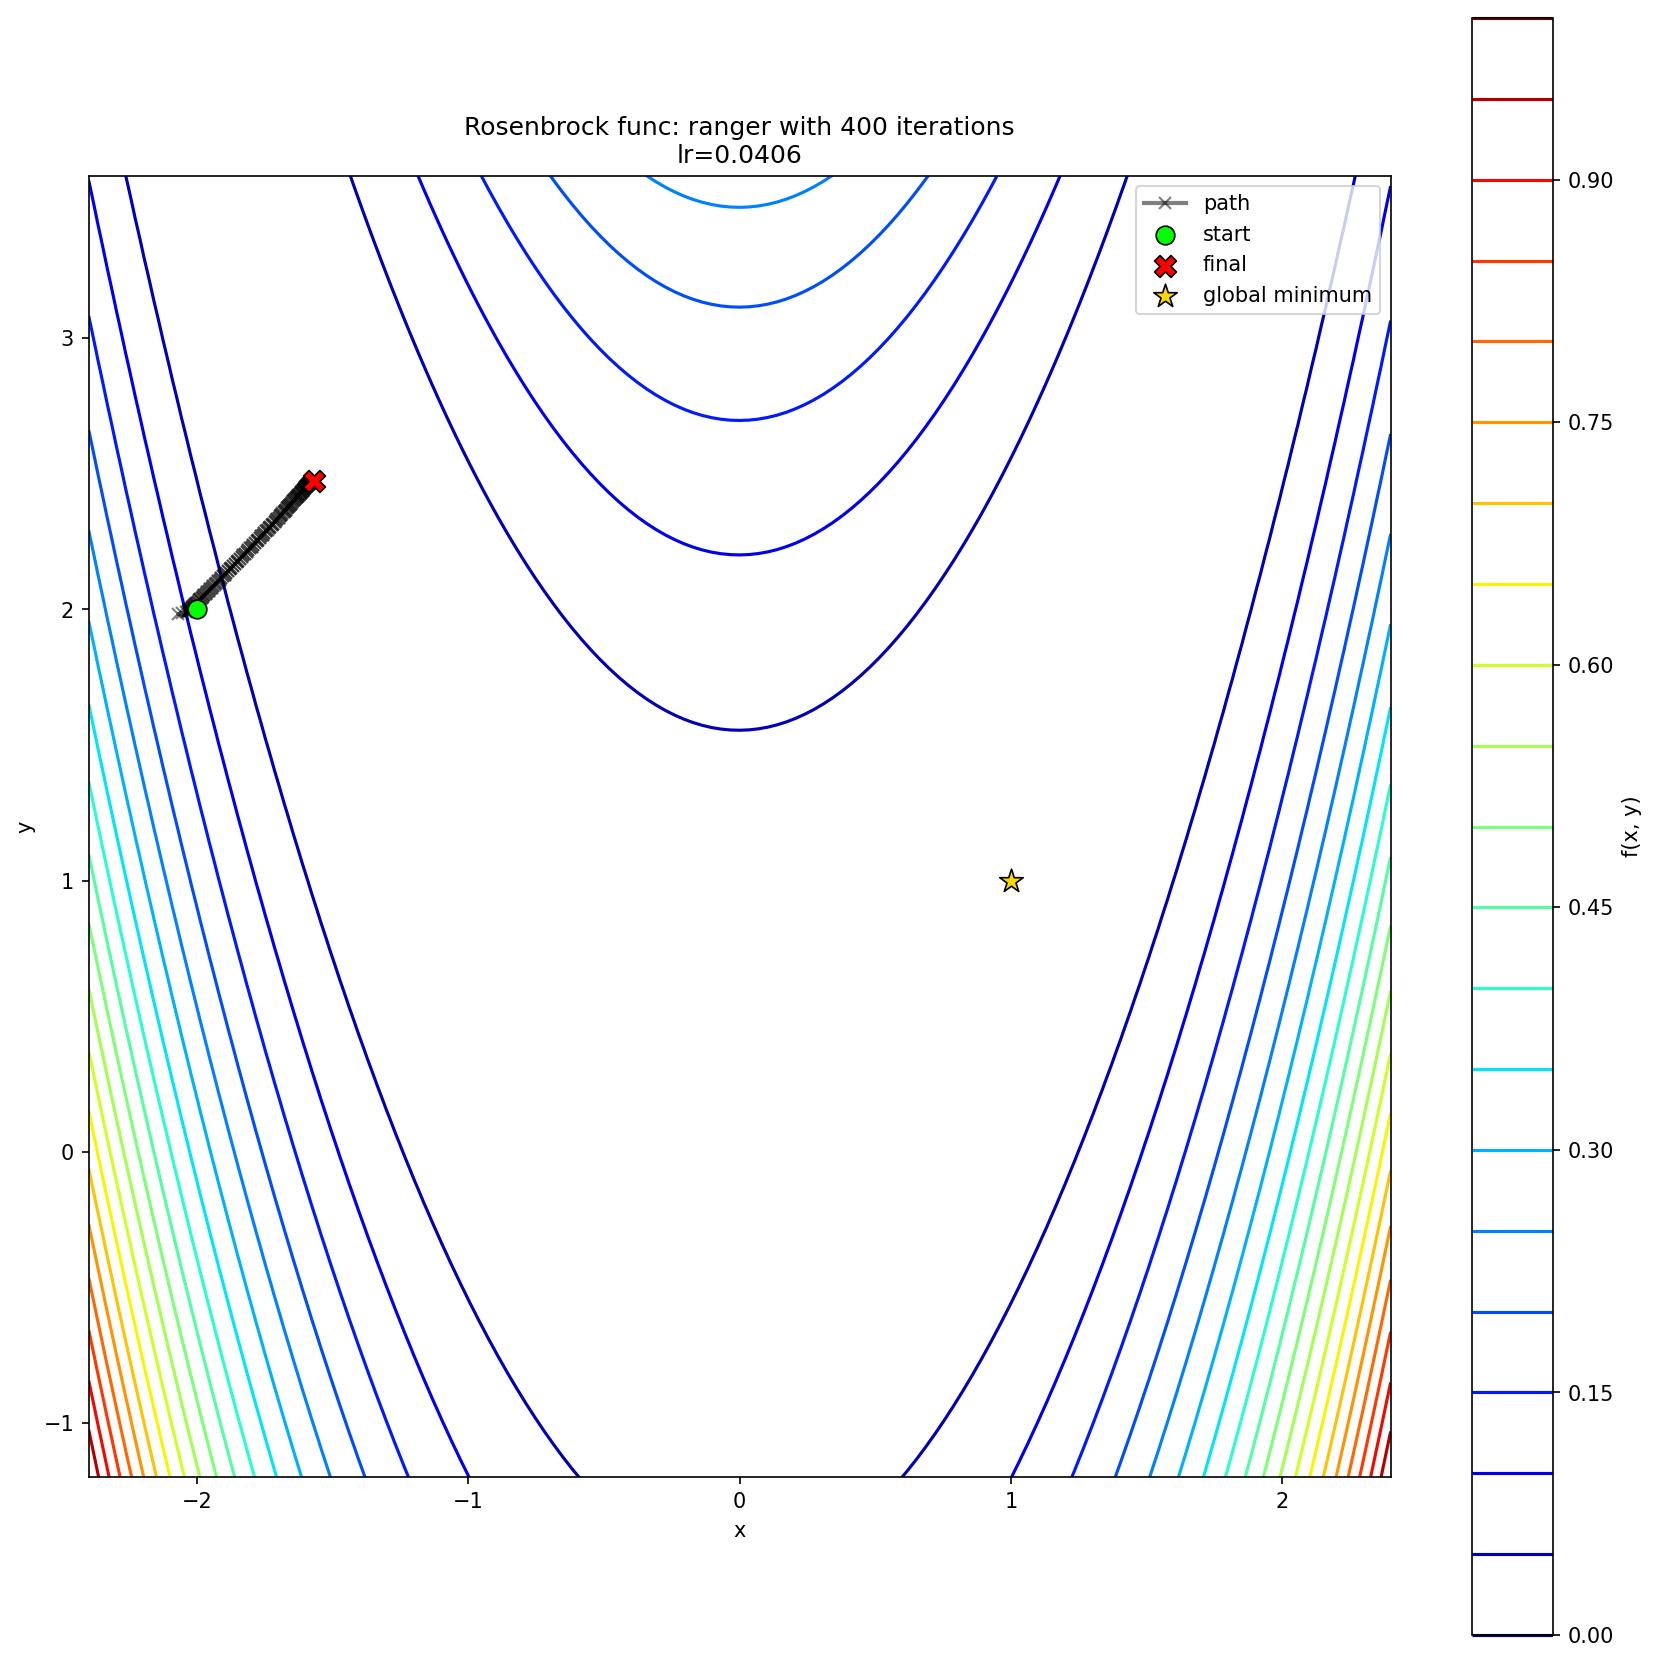 Rosenbrock func: ranger with 400 iterations
lr=0.0406
path
start
final
global minimum
y
3
2
1
0
−1
−2
−1
0
1
2
x
0.90
0.75
0.60
0.45
0.30
0.15
0.00
f(x, y)